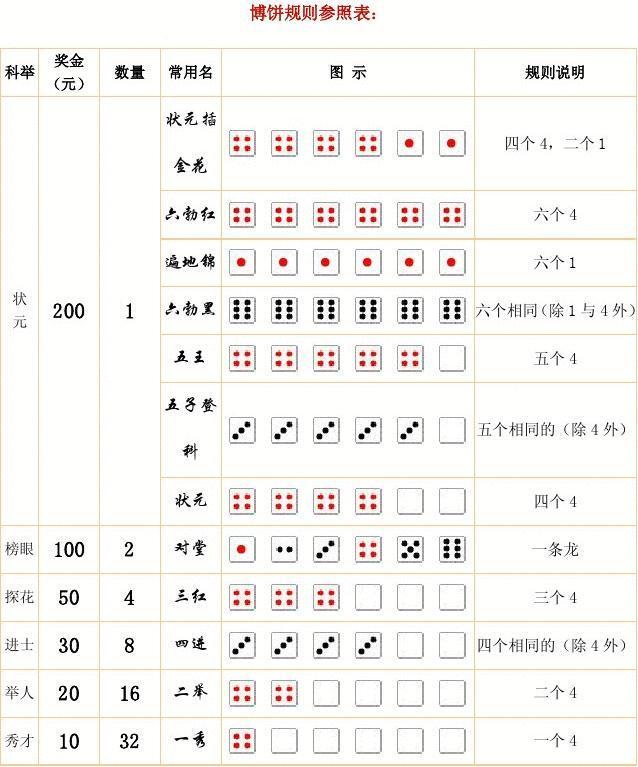 博饼规则参照表：
科举 奖金（元） 数量 常用名 图 示 规则说明
状元 200 1 状元插金花 四个 4，二个 1
六勃红 六个 4
遍地锦 六个 1
六勃黑 六个相同（除 1 与 4 外）
五王 五个 4
五子登科 五个相同的（除 4 外）
状元 四个 4
榜眼 100 2 对堂 一条龙
探花 50 4 三红 三个 4
进士 30 8 四进 四个相同的（除 4 外）
举人 20 16 二举 二个 4
秀才 10 32 一秀 一个 4